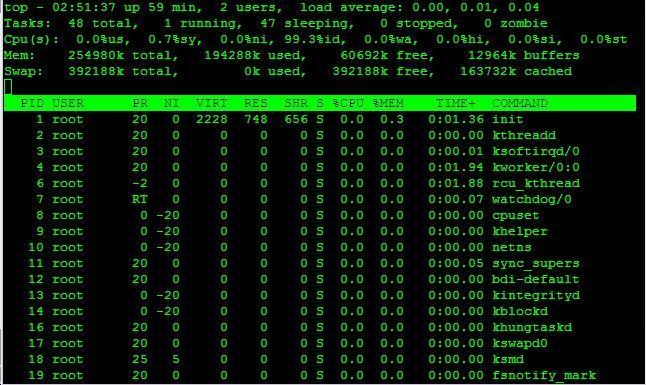 top - 02:51:37 up 59 min,  2 users,  load average: 0.00, 0.01, 0.04
Tasks:  48 total,   1 running,  47 sleeping,   0 stopped,   0 zombie
Cpu(s):  0.0%us,  0.7%sy,  0.0%ni, 99.3%id,  0.0%wa,  0.0%hi,  0.0%si,  0.0%st
Mem:    254980k total,   194288k used,    60692k free,    12964k buffers
Swap:   392188k total,        0k used,   392188k free,   163732k cached
  PID USER      PR  NI  VIRT  RES  SHR S %CPU %MEM    TIME+  COMMAND
    1 root      20   0  2228  748  656 S  0.0  0.3   0:01.36 init
    2 root      20   0     0    0    0 S  0.0  0.0   0:00.00 kthreadd
    3 root      20   0     0    0    0 S  0.0  0.0   0:00.01 ksoftirqd/0
    4 root      20   0     0    0    0 S  0.0  0.0   0:01.94 kworker/0:0
    6 root      -2   0     0    0    0 S  0.0  0.0   0:01.88 rcu_kthread
    7 root      RT   0     0    0    0 S  0.0  0.0   0:00.07 watchdog/0
    8 root       0 -20     0    0    0 S  0.0  0.0   0:00.00 cpuset
    9 root       0 -20     0    0    0 S  0.0  0.0   0:00.00 khelper
   10 root       0 -20     0    0    0 S  0.0  0.0   0:00.00 netns
   11 root      20   0     0    0    0 S  0.0  0.0   0:00.05 sync_supers
   12 root      20   0     0    0    0 S  0.0  0.0   0:00.00 bdi-default
   13 root       0 -20     0    0    0 S  0.0  0.0   0:00.00 kintegrityd
   14 root       0 -20     0    0    0 S  0.0  0.0   0:00.00 kblockd
   16 root      20   0     0    0    0 S  0.0  0.0   0:00.00 khungtaskd
   17 root      20   0     0    0    0 S  0.0  0.0   0:00.00 kswapd0
   18 root      25   5     0    0    0 S  0.0  0.0   0:00.00 ksmd
   19 root      20   0     0    0    0 S  0.0  0.0   0:00.00 fsnotify_mark